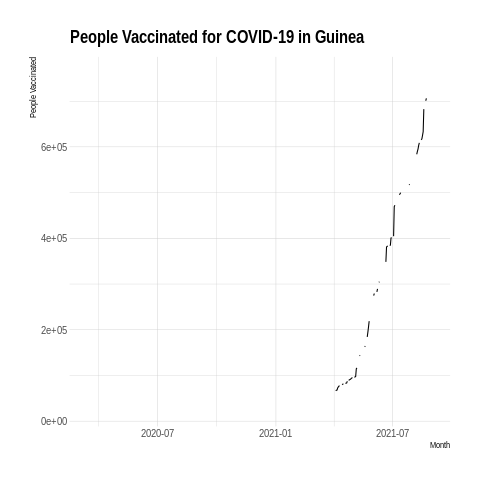 People Vaccinated for COVID-19 in Guinea
People Vaccinated
6e+05
4e+05
2e+05
0e+00
2020-07
2021-01
2021-07
Month